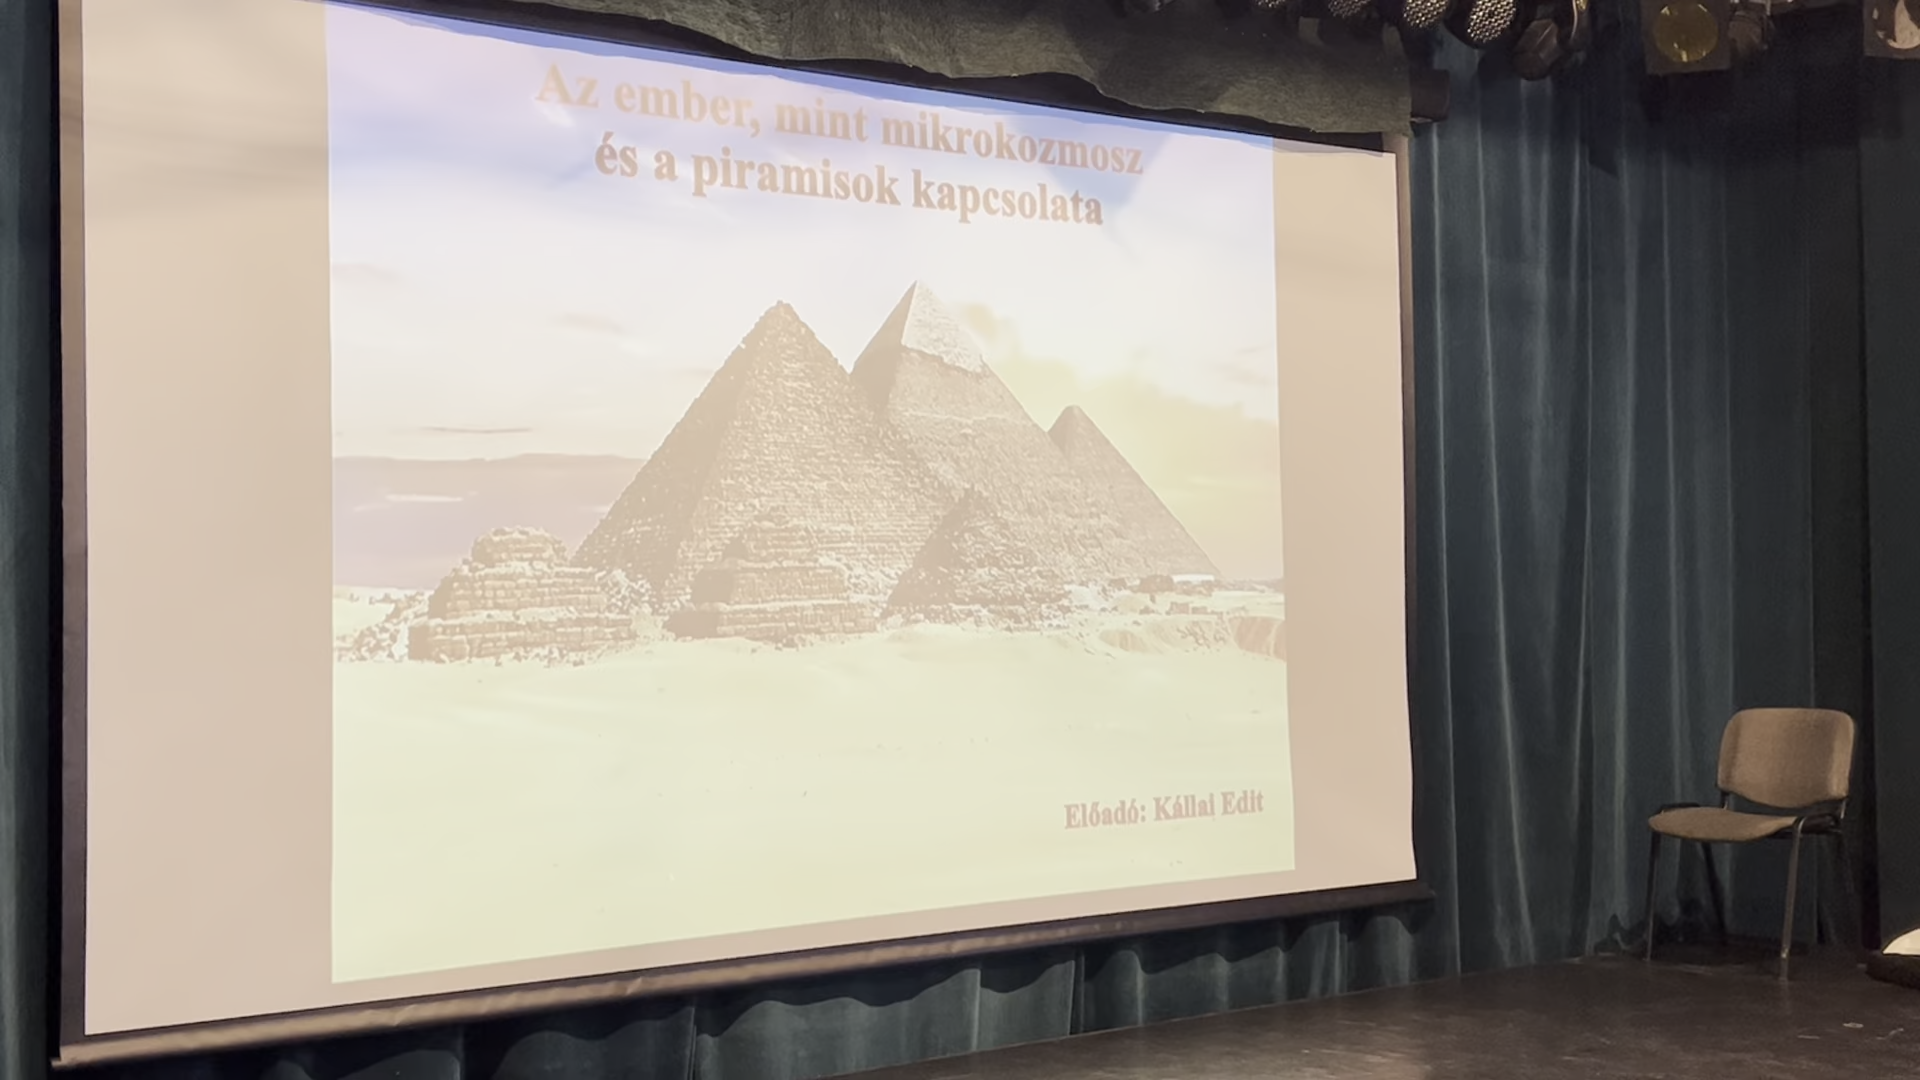 Az ember, mint mikrokozmosz
és a piramisok kapcsolata
Előadó: Kállai Edit